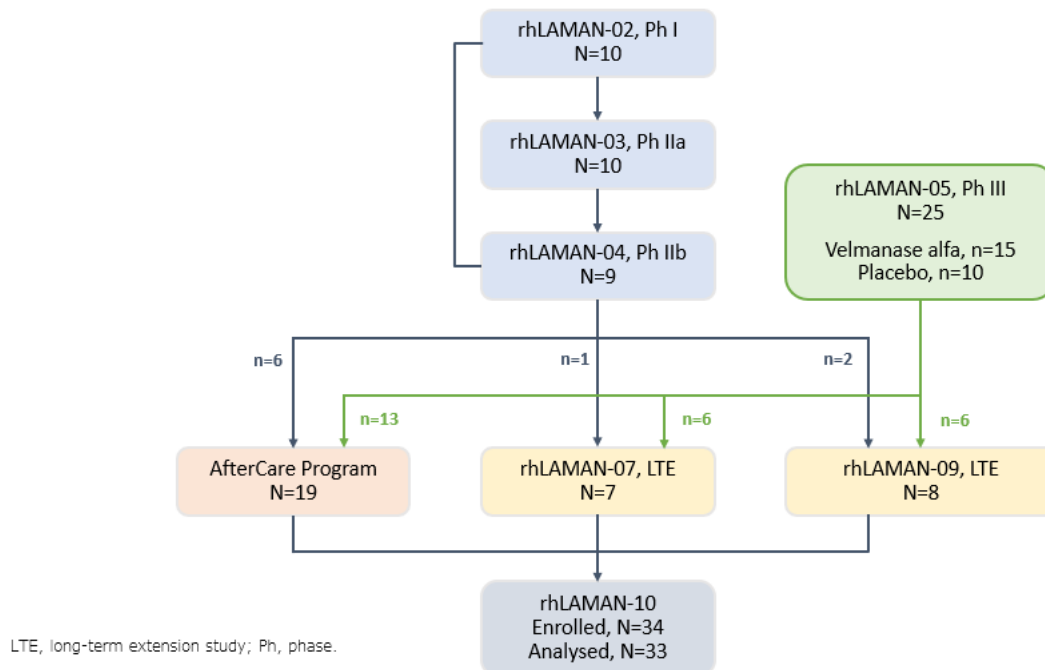 rhLAMAN-02, Ph I
N=10
rhLAMAN-03, Ph IIa
N=10
rhLAMAN-05, Ph III
N=25
Velmanase alfa, n=15
Placebo, n=10
rhLAMAN-04, Ph IIb
N=9
n=6
n=1
n=2
n=13
n=6
n=6
AfterCare Program
N=19
rhLAMAN-07, LTE
N=7
rhLAMAN-09, LTE
N=8
rhLAMAN-10
Enrolled, N=34
Analysed, N=33
LTE, long-term extension study; Ph, phase.